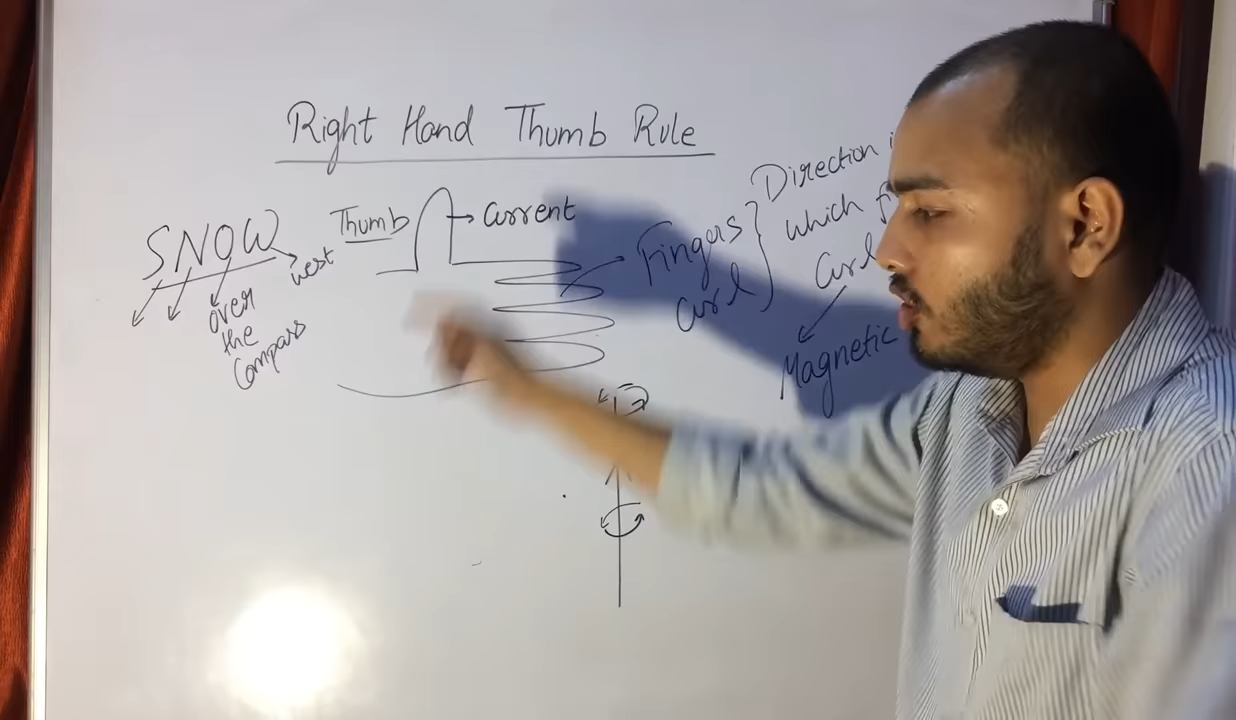 Right Hand Thumb Rule
SNOW
west
over
the
Compass
Thumb
Current
Fingers
Curl
Direction
which
Curl
Magnetic